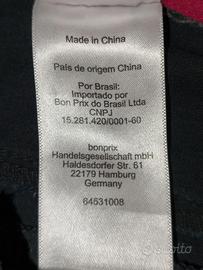 Made in China
País de origem China
Por Brasil:
Importado por
Bon Prix do Brasil Ltda
CNPJ
15.281.420/0001-60
bonprix
Handelsgesellschaft mbH
Haldesdorfer Str. 61
22179 Hamburg
Germany
64531008
subito